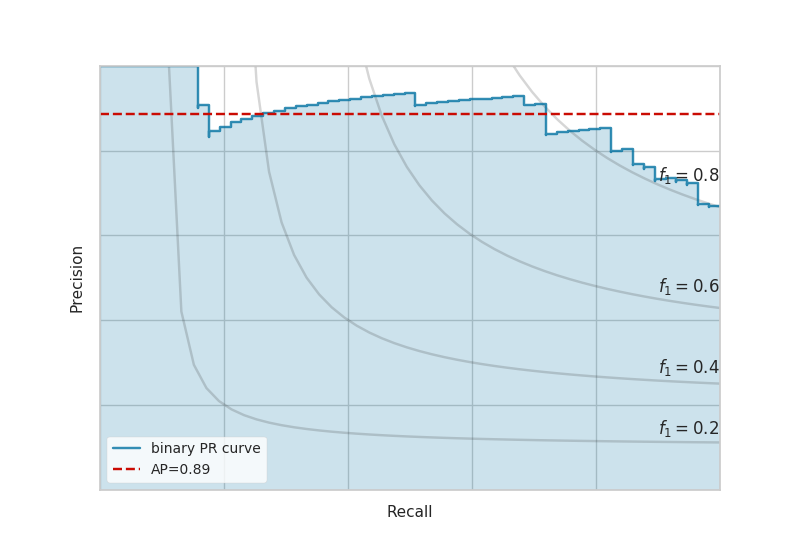 f₁ = 0.8
f₁ = 0.6
f₁ = 0.4
f₁ = 0.2
Precision
binary PR curve
AP=0.89
Recall